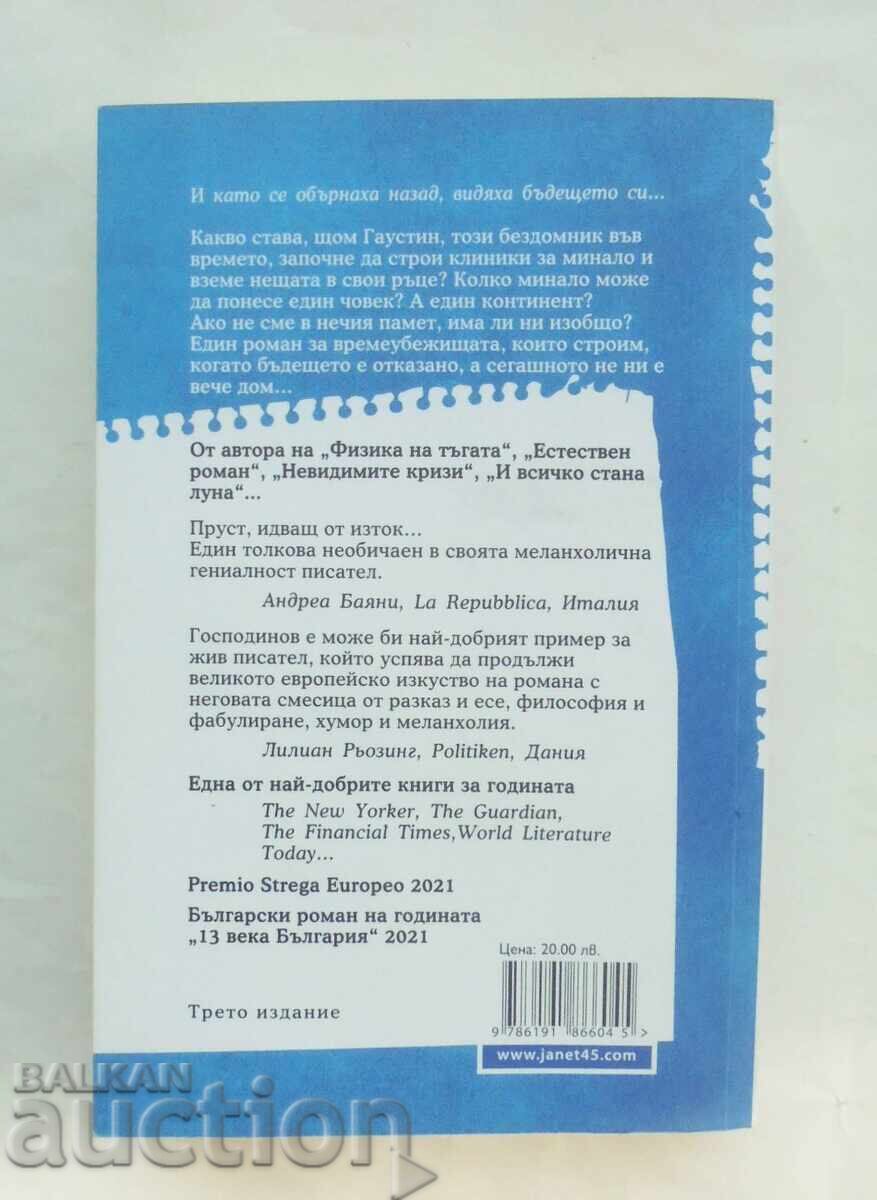 И като се обърнаха назад, видяха бъдещето си...
Какво става, щом Гаустин, този бездомник във
времето, започне да строи клиники за минало и
вземе нещата в свои ръце? Колко минало може
да понесе един човек? А един континент?
Ако не сме в нечия памет, има ли ни изобщо?
Един роман за времеубежищата, които строим,
когато бъдещето е отказано, а сегашното не ни е
вече дом...
От автора на „Физика на тъгата“, „Естествен
роман“, „Невидимите кризи“, „И всичко стана
луна“...
Пруст, идващ от изток...
Един толкова необичаен в своята меланхолична
гениалност писател.
Андреа Баяни, La Repubblica, Италия
Господинов е може би най-добрият пример за
жив писател, който успява да продължи
великото европейско изкуство на романа с
неговата смесица от разказ и есе, философия и
фабулиране, хумор и меланхолия.
Лилиан Рьозинг, Politiken, Дания
Една от най-добрите книги за годината
The New Yorker, The Guardian,
The Financial Times,World Literature
Today...
Premio Strega Europeo 2021
Български роман на годината
„13 века България“ 2021
Цена: 20.00 лв.
Трето издание
9 786191 866045 >
www.janet45.com
BALKAN
auction